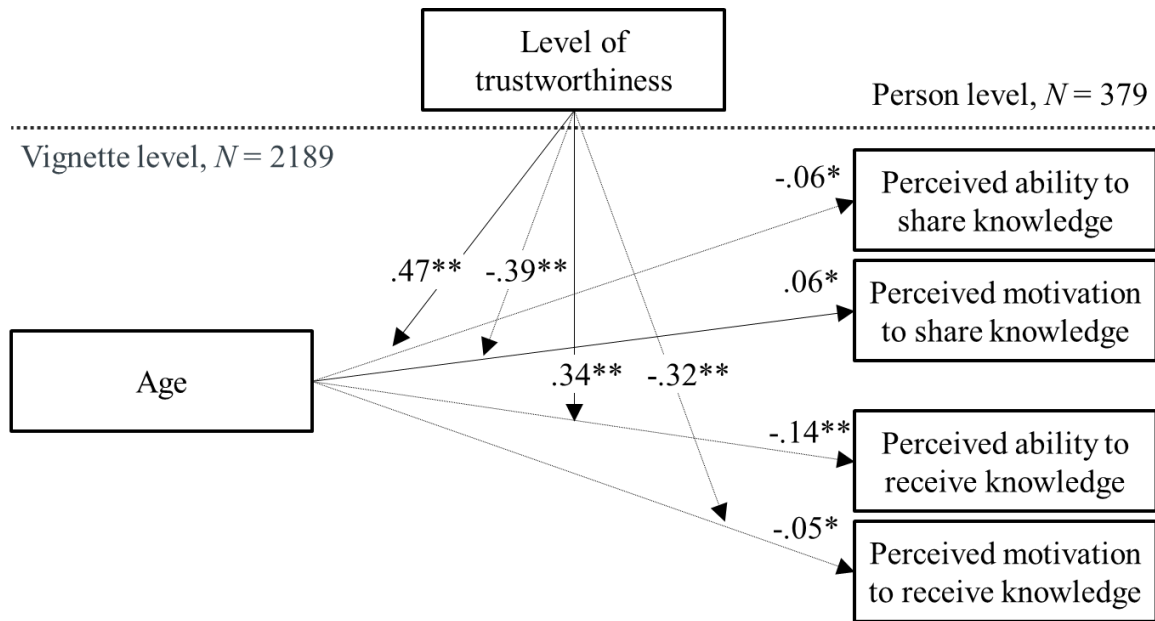 Level of
trustworthiness
Person level, N = 379
Vignette level, N = 2189
-.06*
Perceived ability to
share knowledge
.47**
-.39**
.06*
Perceived motivation
to share knowledge
Age
.34**
-.32**
-.14**
Perceived ability to
receive knowledge
-.05*
Perceived motivation
to receive knowledge